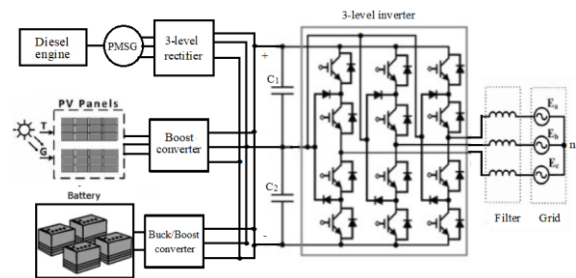 3-level inverter
Diesel
engine
PMSG
3-level
rectifier
+
C1
PV Panels
T
G
Boost
converter
Ea
Eb
Ec
n
C2
Battery
Buck/Boost
converter
-
Filter
Grid